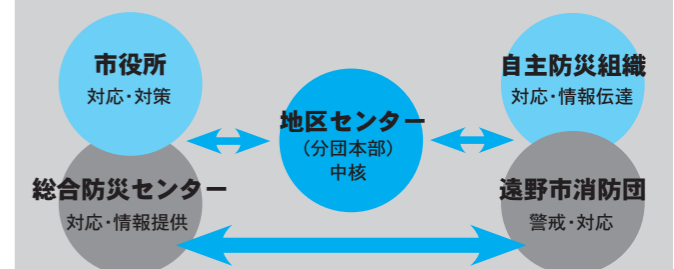 市役所
対応・対策
自主防災組織
対応・情報伝達
地区センター
（分団本部）
中核
総合防災センター
対応・情報提供
遠野市消防団
警戒・対応